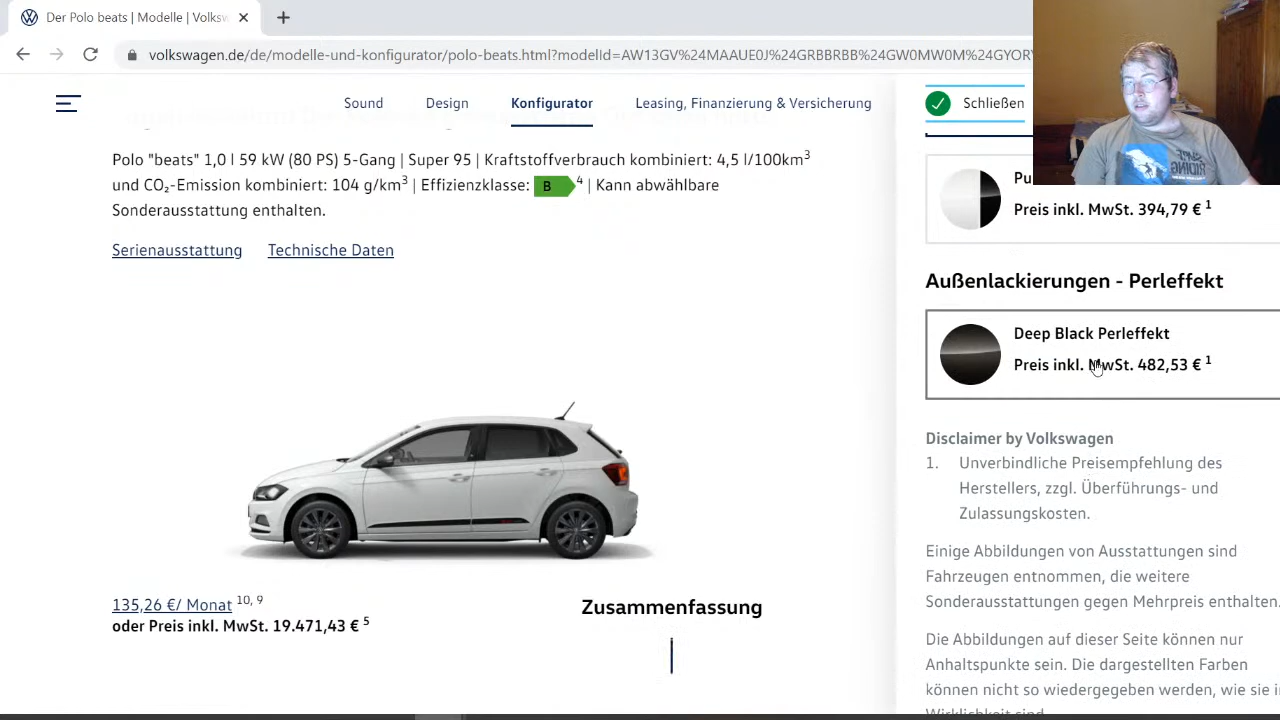 Der Polo beats | Modelle | Volksw
volkswagen.de/de/modelle-und-konfigurator/polo-beats.html?modelId=AW13GV%24MAAUE0J%24GRBBRBB%24GW0MW0M%24GYOR
Sound Design Konfigurator Leasing, Finanzierung & Versicherung
Schließen
Polo "beats" 1,0 l 59 kW (80 PS) 5-Gang | Super 95 | Kraftstoffverbrauch kombiniert: 4,5 l/100km³
und CO₂-Emission kombiniert: 104 g/km³ | Effizienzklasse: B ⁴ | Kann abwählbare
Sonderausstattung enthalten.
Serienausstattung Technische Daten
135,26 €/ Monat ¹⁰, ⁹
oder Preis inkl. MwSt. 19.471,43 € ⁵
Zusammenfassung
Pu
Preis inkl. MwSt. 394,79 € ¹
Außenlackierungen - Perleffekt
Deep Black Perleffekt
Preis inkl. MwSt. 482,53 € ¹
Disclaimer by Volkswagen
1. Unverbindliche Preisempfehlung des
Herstellers, zzgl. Überführungs- und
Zulassungskosten.
Einige Abbildungen von Ausstattungen sind
Fahrzeugen entnommen, die weitere
Sonderausstattungen gegen Mehrpreis enthalten.
Die Abbildungen auf dieser Seite können nur
Anhaltspunkte sein. Die dargestellten Farben
können nicht so wiedergegeben werden, wie sie i
Wirklichkeit sind
RIDING